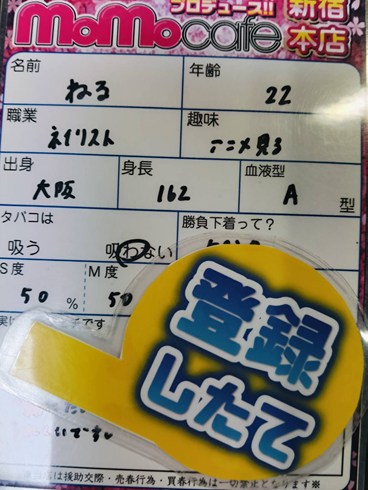 プロデュース!!
MoMocafe
新宿
本店
名前
ねる
年齢
22
職業
ネイリスト
趣味
アニメ見る
出身
大阪
身長
162
血液型
A
型
タバコは
吸う
吸わない
勝負下着って?
S度
50
%
M度
50
登録
したて
いです
は援助交際・売春行為・買春行為は一切禁止となります※